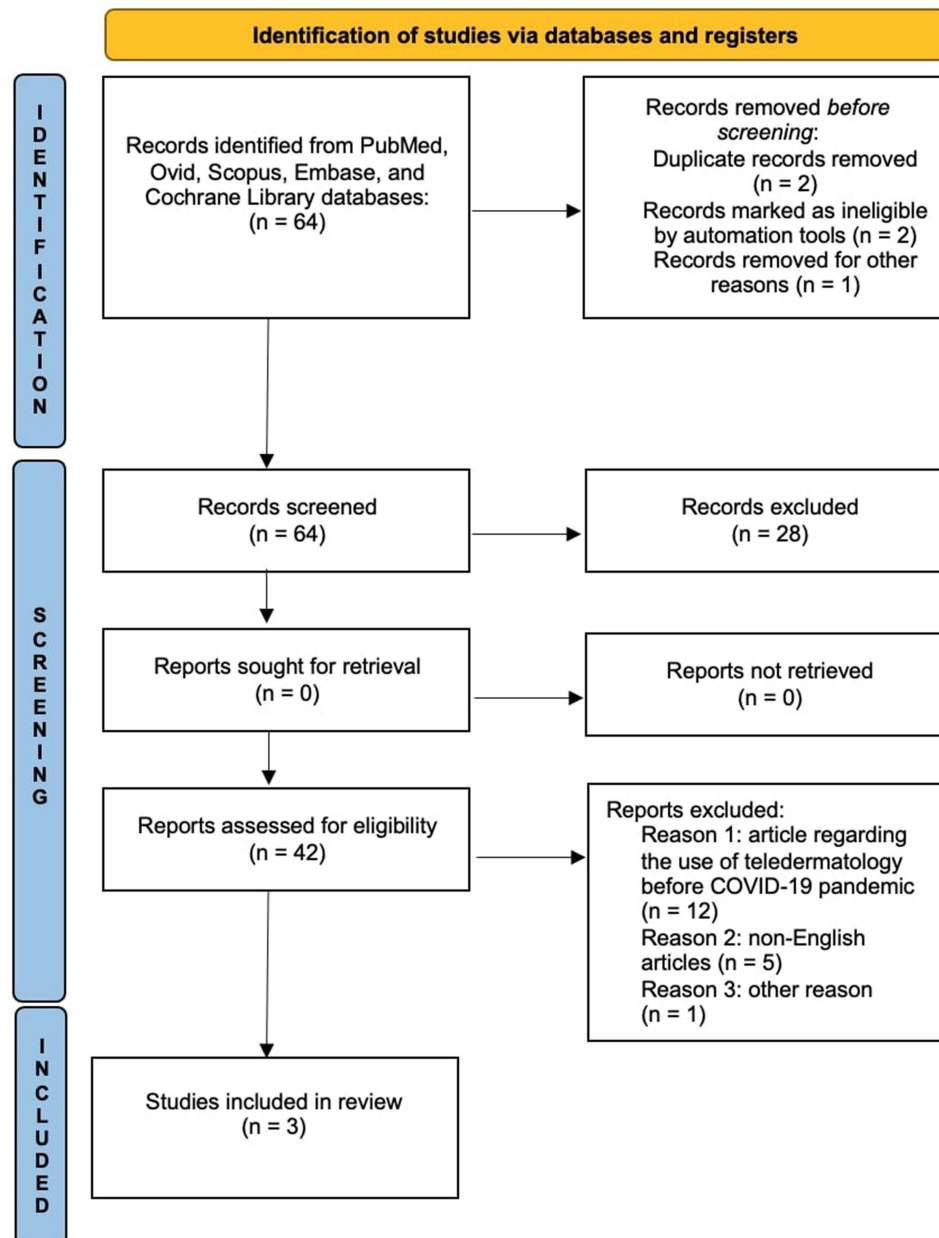 Identification of studies via databases and registers
IDENTIFICATION
Records identified from PubMed,
Ovid, Scopus, Embase, and
Cochrane Library databases:
(n = 64)
Records removed before
screening:
Duplicate records removed
(n = 2)
Records marked as ineligible
by automation tools (n = 2)
Records removed for other
reasons (n = 1)
SCREENING
Records screened
(n = 64)
Records excluded
(n = 28)
Reports sought for retrieval
(n = 0)
Reports not retrieved
(n = 0)
Reports assessed for eligibility
(n = 42)
Reports excluded:
Reason 1: article regarding
the use of teledermatology
before COVID-19 pandemic
(n = 12)
Reason 2: non-English
articles (n = 5)
Reason 3: other reason
(n = 1)
INCLUDED
Studies included in review
(n = 3)